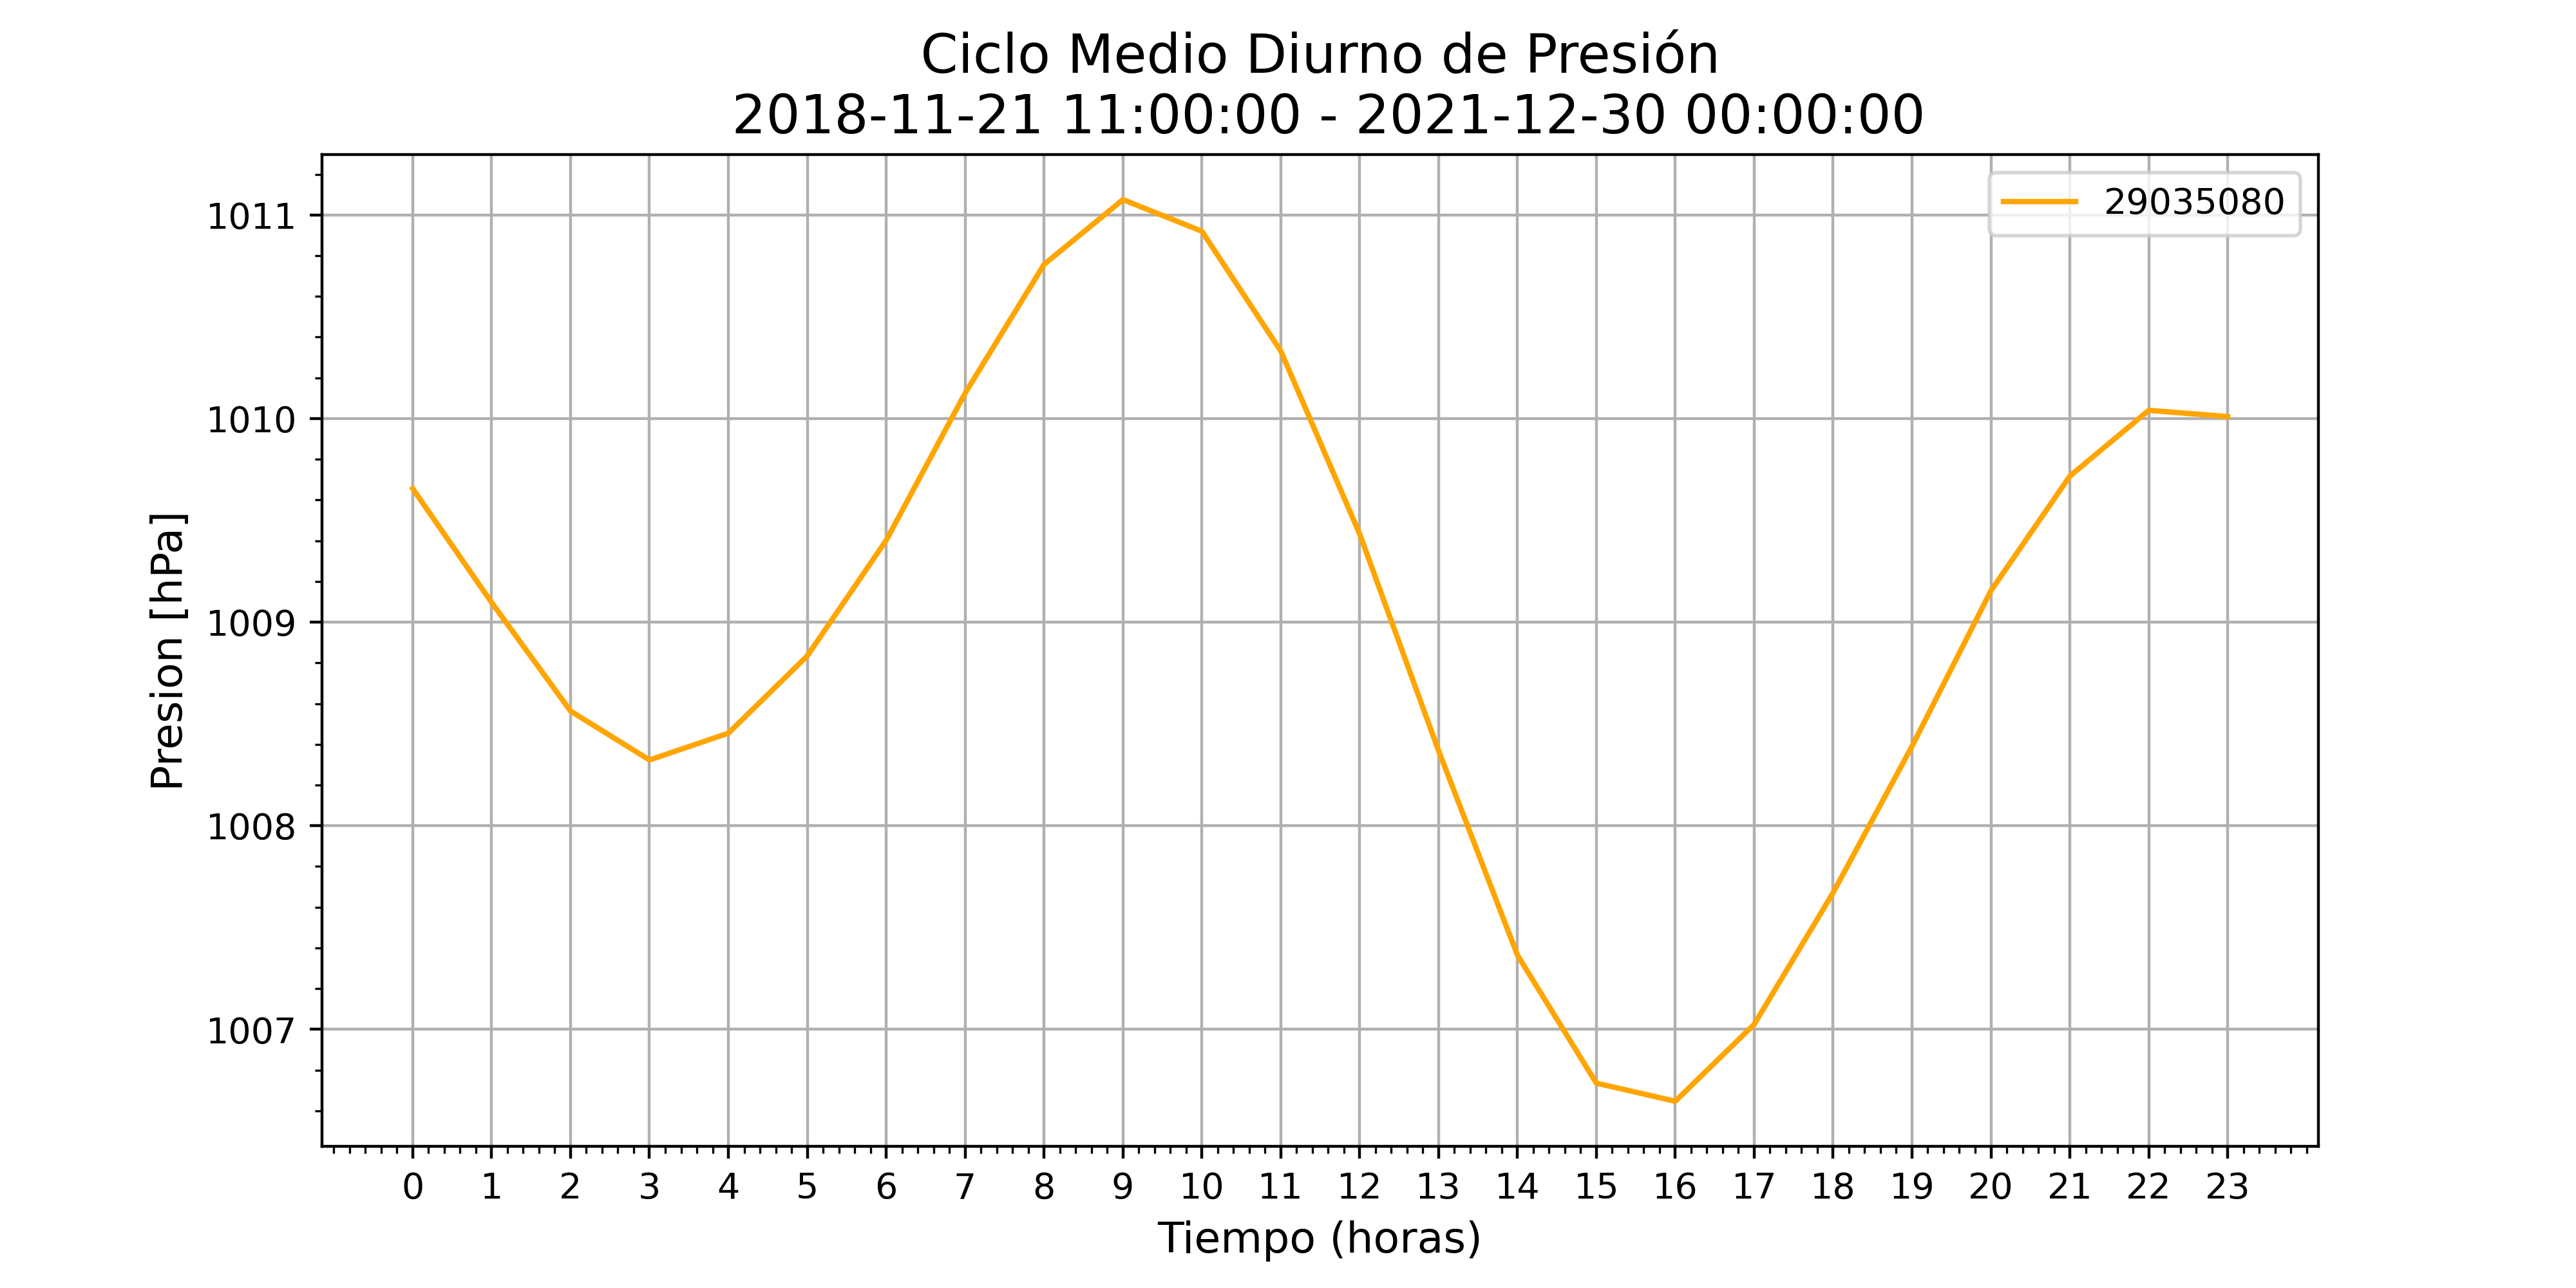 Ciclo Medio Diurno de Presión
2018-11-21 11:00:00 - 2021-12-30 00:00:00
29035080
Presion [hPa]
1011
1010
1009
1008
1007
0 1 2 3 4 5 6 7 8 9 10 11 12 13 14 15 16 17 18 19 20 21 22 23
Tiempo (horas)